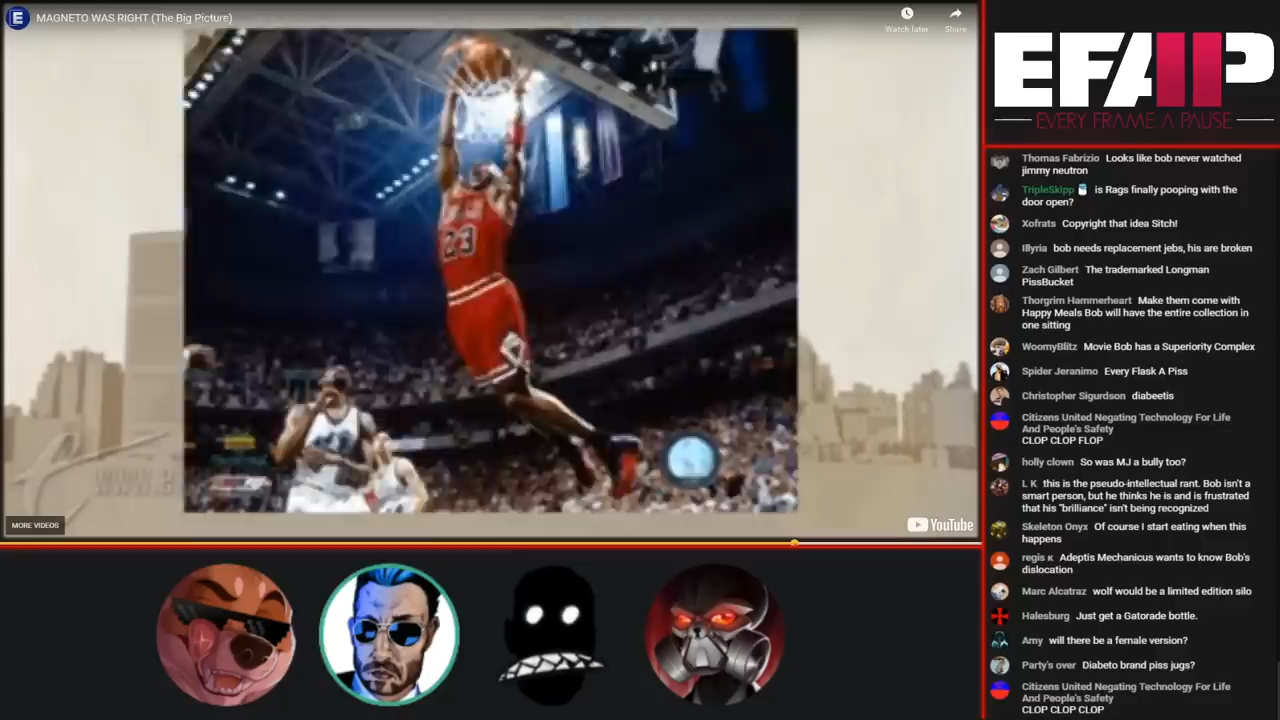 E
MAGNETO WAS RIGHT (The Big Picture)
Watch later
Share
23
MORE VIDEOS
YouTube
EFAP
EVERY FRAME A PAUSE
Thomas Fabrizio Looks like bob never watched
jimmy neutron
TripleSkipp is Rags finally pooping with the
door open?
Xofrats Copyright that idea Sitch!
Illyria bob needs replacement jebs, his are broken
Zach Gilbert The trademarked Longman
PissBucket
Thorgrim Hammerheart Make them come with
Happy Meals Bob will have the entire collection in
one sitting
WoomyBlitz Movie Bob has a Superiority Complex
Spider Jeranimo Every Flask A Piss
Christopher Sigurdson diabeetis
Citizens United Negating Technology For Life
And People's Safety
CLOP CLOP FLOP
holly clown So was MJ a bully too?
L K this is the pseudo-intellectual rant. Bob isn't a
smart person, but he thinks he is and is frustrated
that his "brilliance" isn't being recognized
Skeleton Onyx Of course I start eating when this
happens
regis ĸ Adeptis Mechanicus wants to know Bob's
dislocation
Marc Alcatraz wolf would be a limited edition silo
Halesburg Just get a Gatorade bottle.
Amy will there be a female version?
Party's over Diabeto brand piss jugs?
Citizens United Negating Technology For Life
And People's Safety
CLOP CLOP CLOP